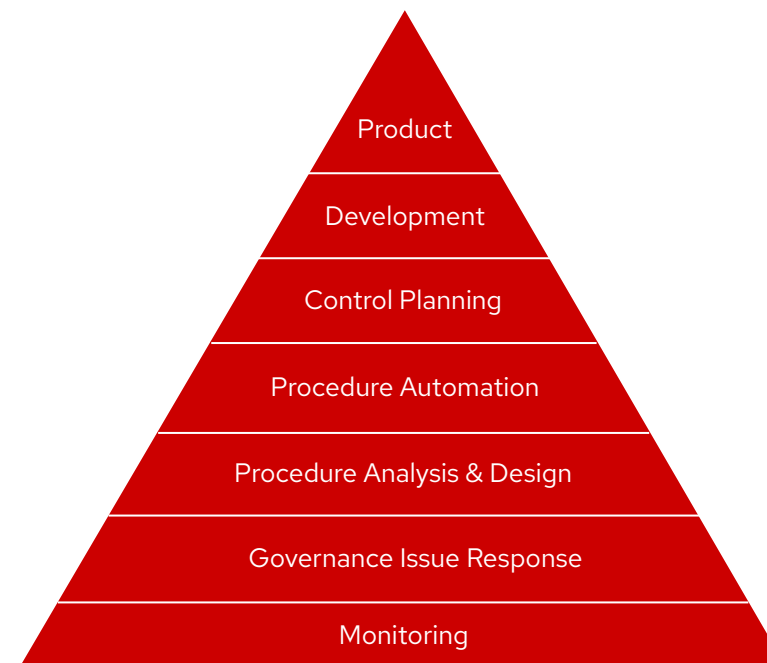 Product
Development
Control Planning
Procedure Automation
Procedure Analysis & Design
Governance Issue Response
Monitoring